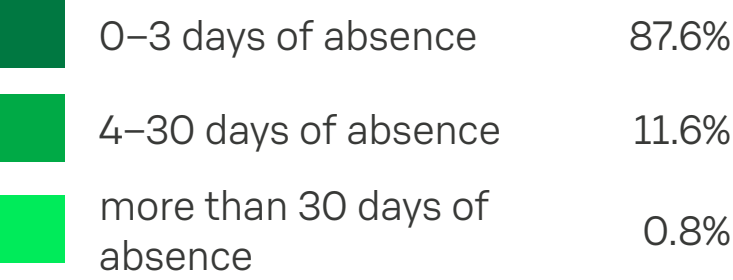 0–3 days of absence 87.6%
4–30 days of absence 11.6%
more than 30 days of
absence 0.8%